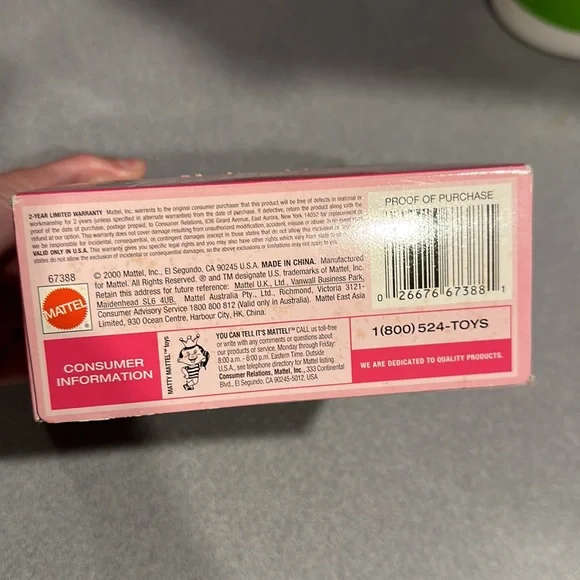 2-YEAR LIMITED WARRANTY Mattel, Inc. warrants to the original consumer purchaser that this product will be free of defects in material or
workmanship for 2 years (unless specified in alternate warranties) from the date of purchase. If defective, return the product along with the
proof of the date of purchase, postage prepaid, to Consumer Relations, 636 Girard Avenue, East Aurora, New York 14052 for replacement or
refund at our option. This warranty does not cover damage resulting from unauthorized modification, accident, misuse or abuse. In no event
we be responsible for incidental, consequential, or contingent damages (except in those states that do not allow this exclusion
VALID ONLY IN U.S.A. This warranty gives you specific legal rights and you may also have other rights which vary from state
states do not allow the exclusion of incidental or consequential damages, so the above exclusions or limitations may not apply to you.
PROOF OF PURCHASE
0 26676 67388 1
67388
MATTEL
®
© 2000 Mattel, Inc., El Segundo, CA 90245 U.S.A. MADE IN CHINA. Manufactured
for Mattel. All Rights Reserved. ® and TM designate U.S. trademarks of Mattel, Inc.
Retain this address for future reference: Mattel U.K., Ltd., Vanwall Business Park,
Maidenhead SL6 4UB. Mattel Australia Pty., Ltd., Richmond, Victoria 3121-
Consumer Advisory Service 1800 800 812 (Valid only in Australia). Mattel East Asia
Limited, 930 Ocean Centre, Harbour City, HK, China.
CONSUMER
INFORMATION
MATTY MATTEL™ toys
YOU CAN TELL IT'S MATTEL™ CALL us toll-free
or write with any comments or questions about
our products or service. Monday through Friday:
8:00 a.m. - 8:00 p.m. Eastern Time. Outside
U.S.A., see telephone directory for Mattel listing.
Consumer Relations, Mattel, Inc., 333 Continental
Blvd., El Segundo, CA 90245-5012, USA
1(800) 524-TOYS
WE ARE DEDICATED TO QUALITY PRODUCTS.